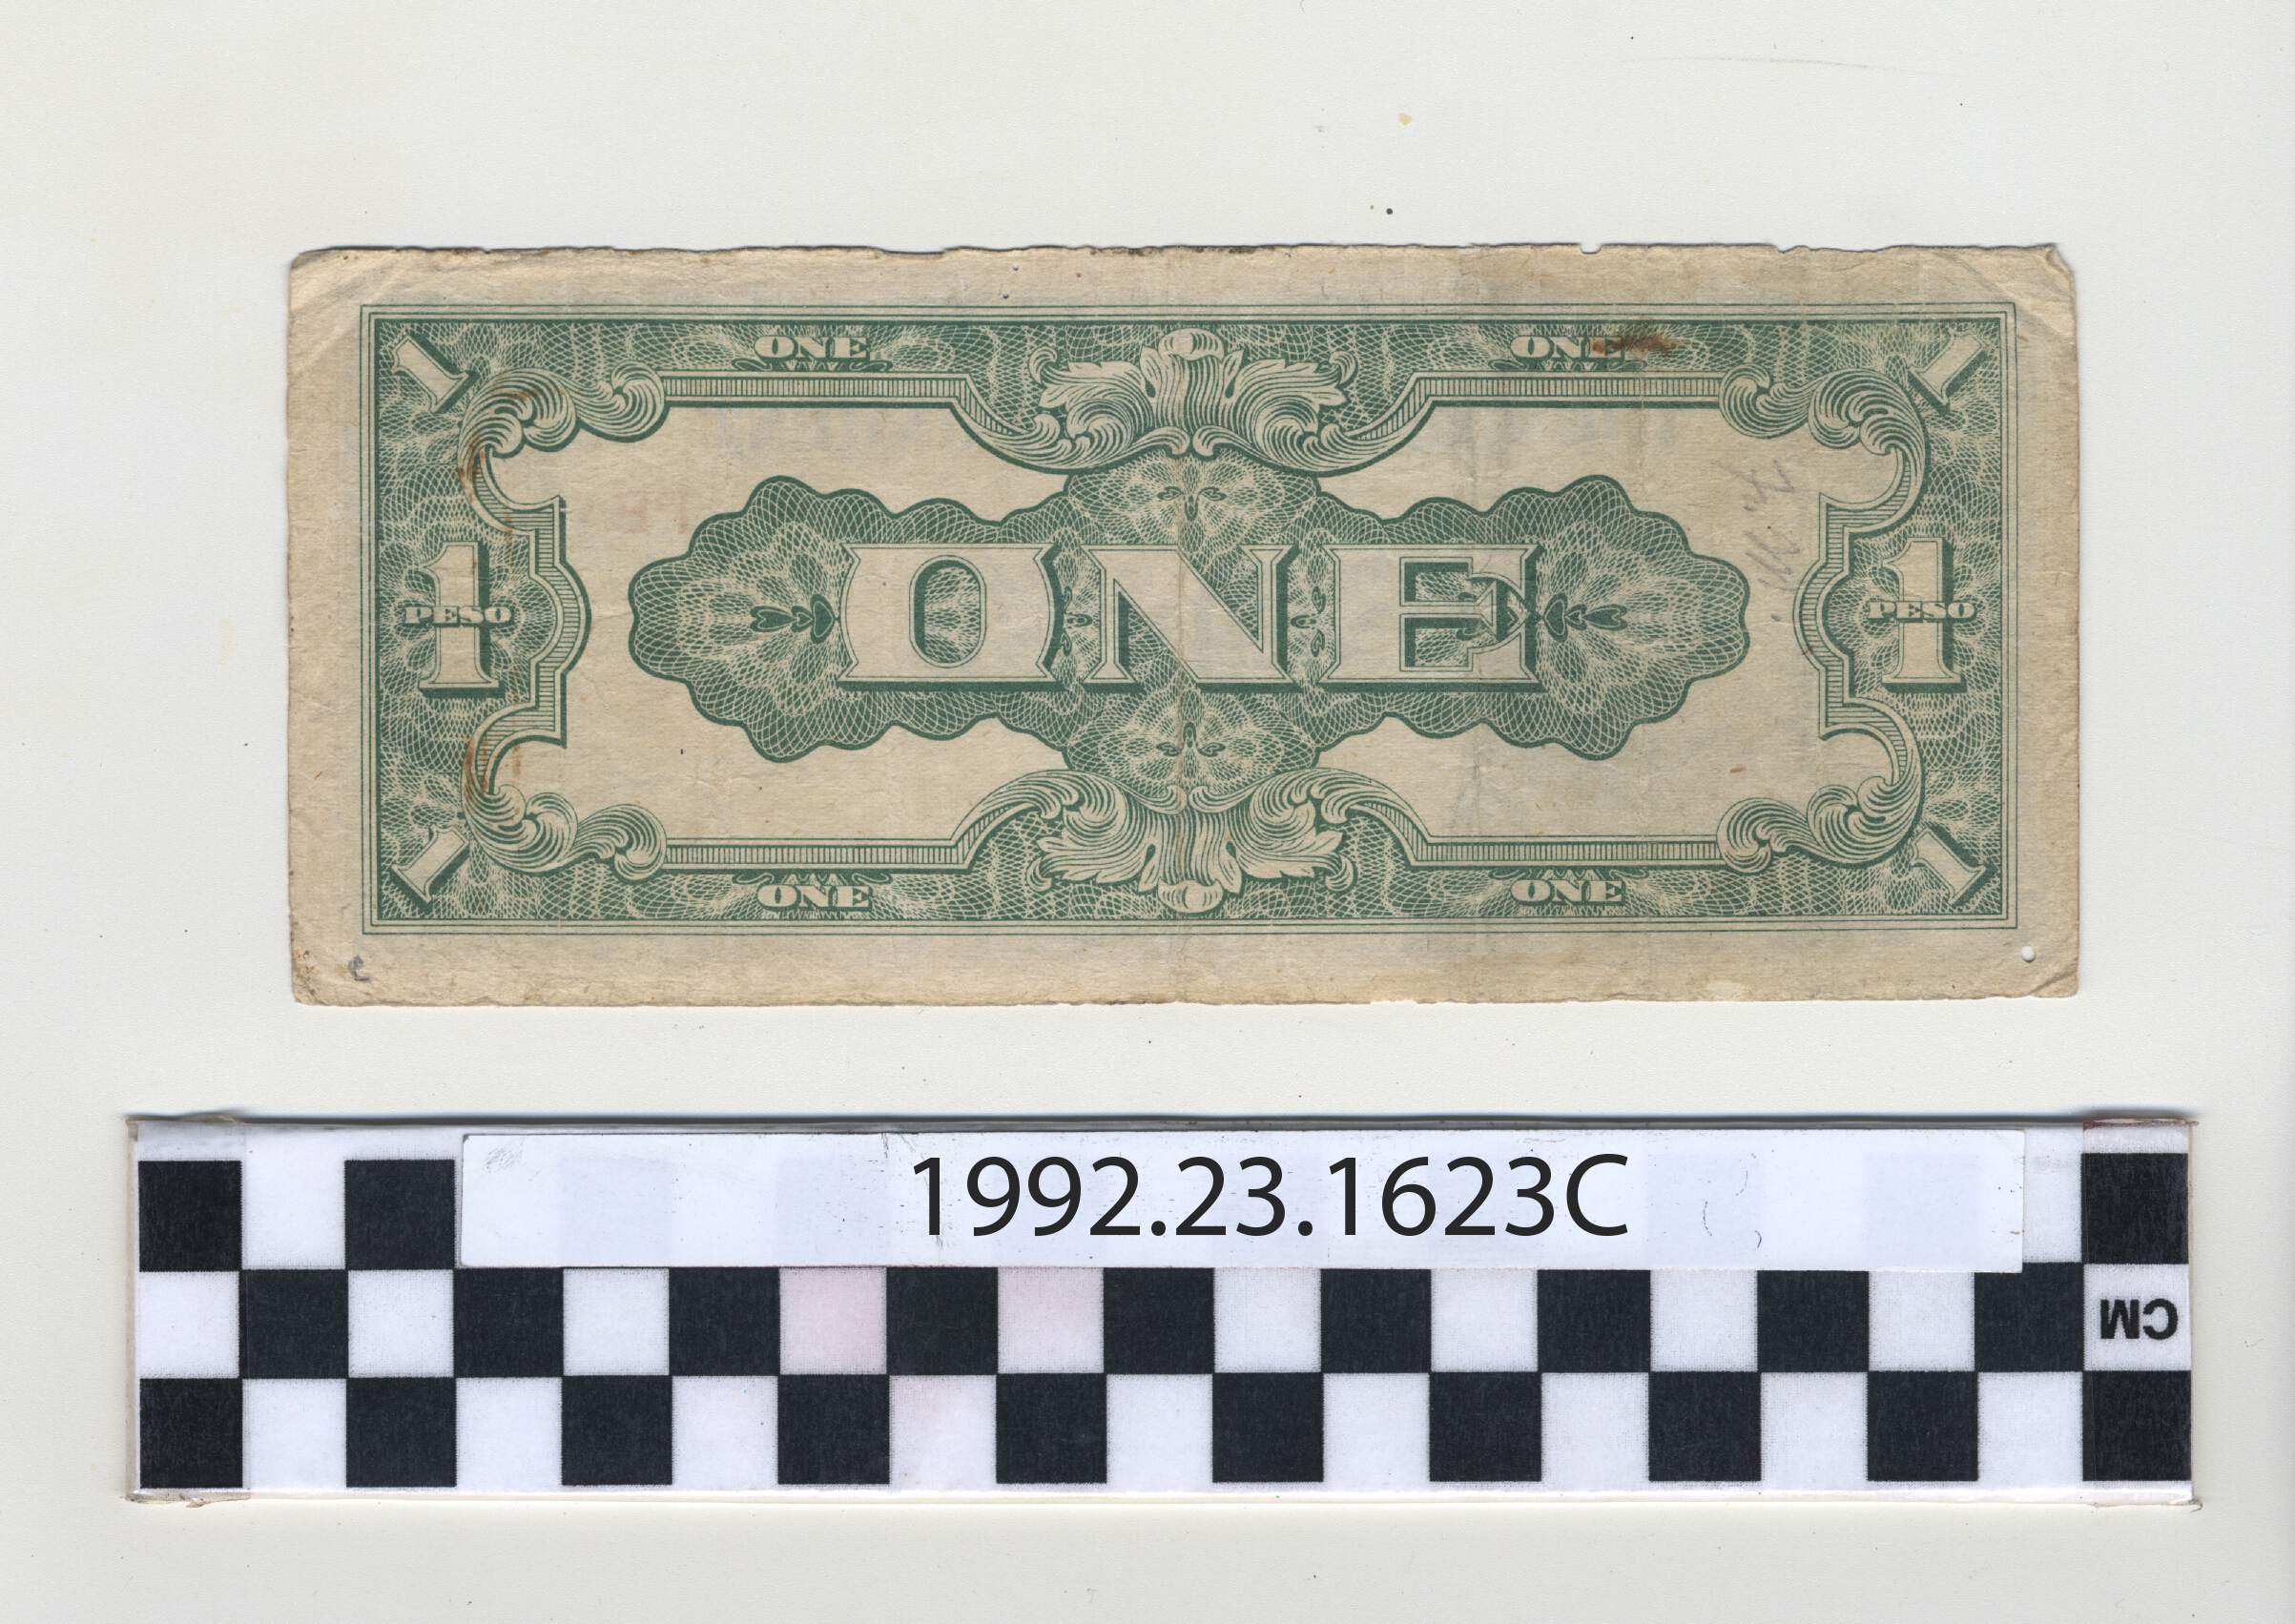 1 ONE ONE 1
1 PESO ONE 1 PESO
1 ONE ONE 1
1992.23.1623C
CM